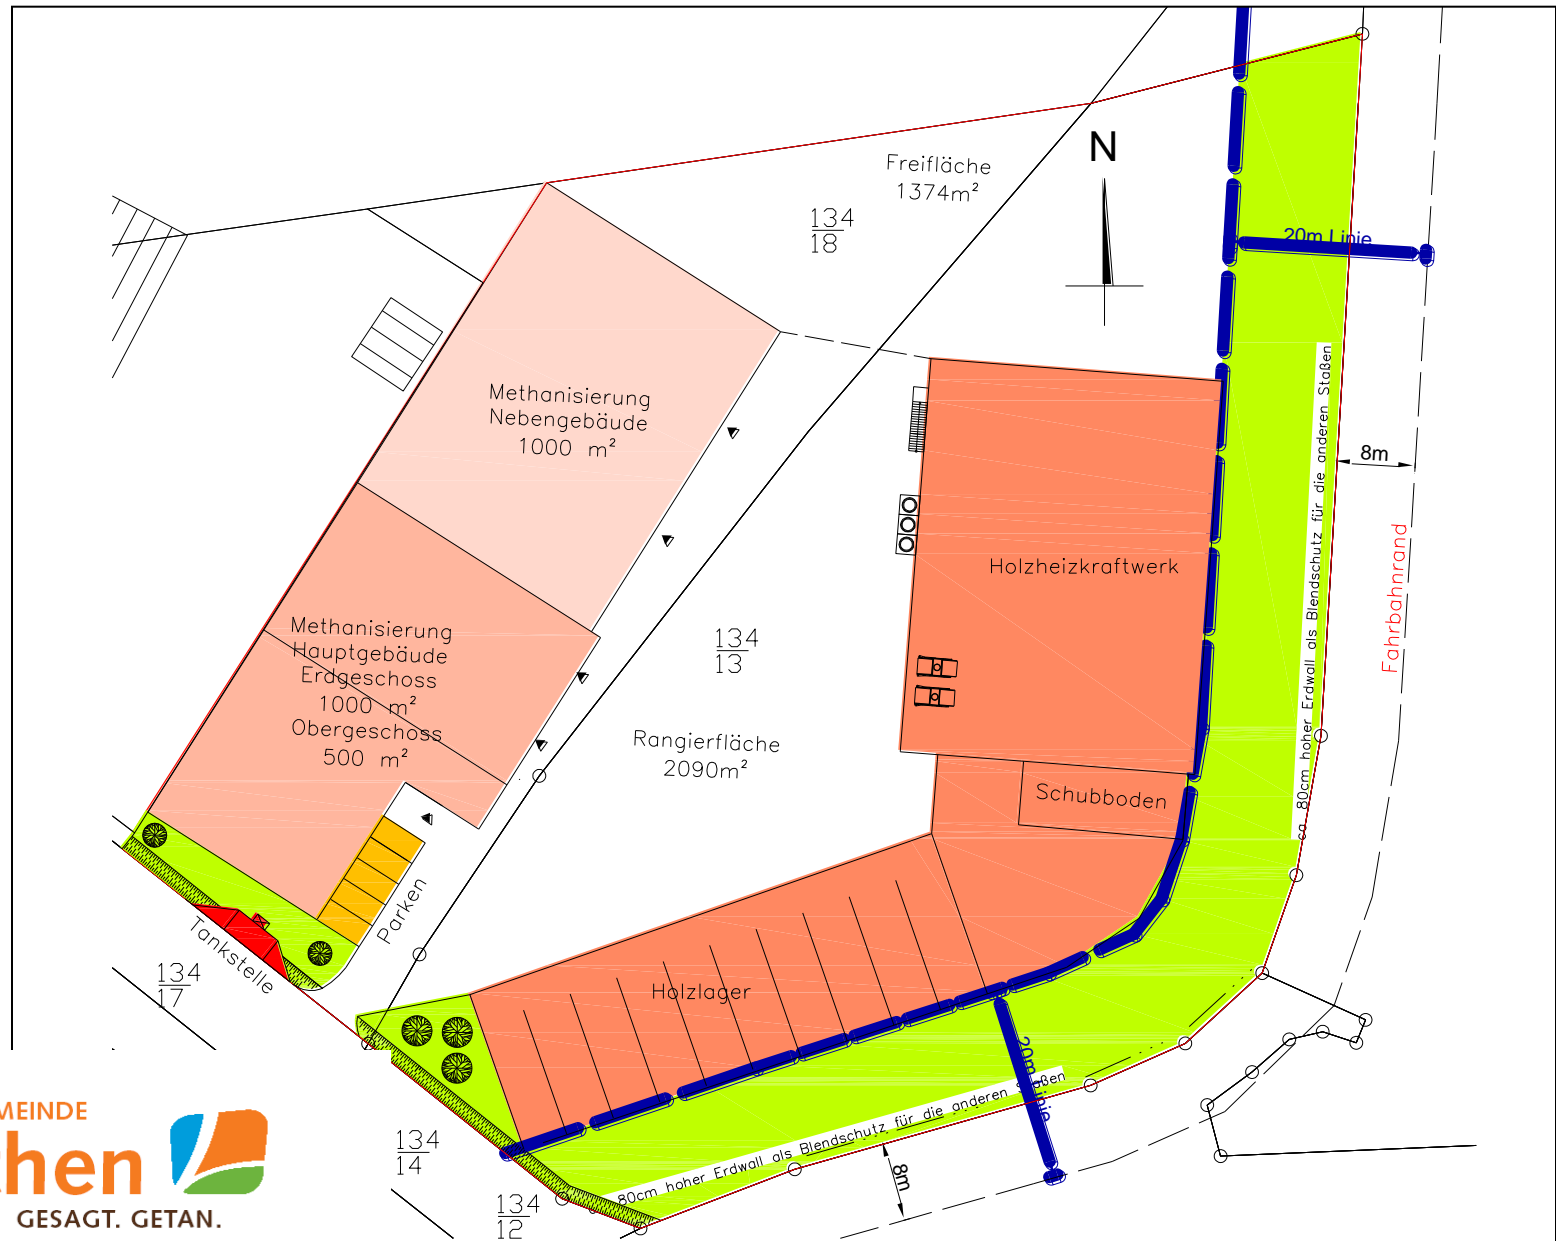 N
Freifläche
1374m²
134
18
20m Linie
Methanisierung
Nebengebäude
1000 m²
ca. 80cm hoher Erdwall als Blendschutz für die anderen Staßen
8m
Fahrbahnrand
Holzheizkraftwerk
Methanisierung
Hauptgebäude
Erdgeschoss
1000 m²
Obergeschoss
500 m²
134
13
Rangierfläche
2090m²
Schubboden
Parken
Tankstelle
134
17
Holzlager
20m Linie
80cm hoher Erdwall als Blendschutz für die anderen Staßen
8m
134
14
134
12
MEINDE
hen
GESAGT. GETAN.